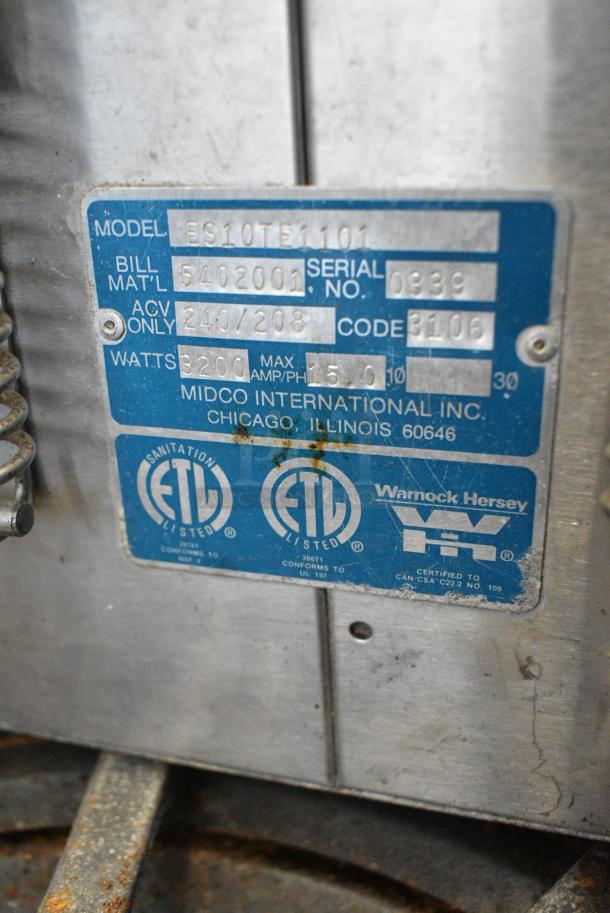 MODEL ES10TE1101
BILL MAT'L 5402001 SERIAL NO. 0339
ACV ONLY 240/208 CODE 3106
WATTS 3200 MAX AMP/PH 15.0 10 30
MIDCO INTERNATIONAL INC.
CHICAGO, ILLINOIS 60646
SANITATION ETL LISTED ®
CONFORMS TO
NSF 4
ETL LISTED ®
38671
CONFORMS TO
UL 197
Warnock Hersey
WH ®
CERTIFIED TO
CAN/CSA C22.2 NO. 109